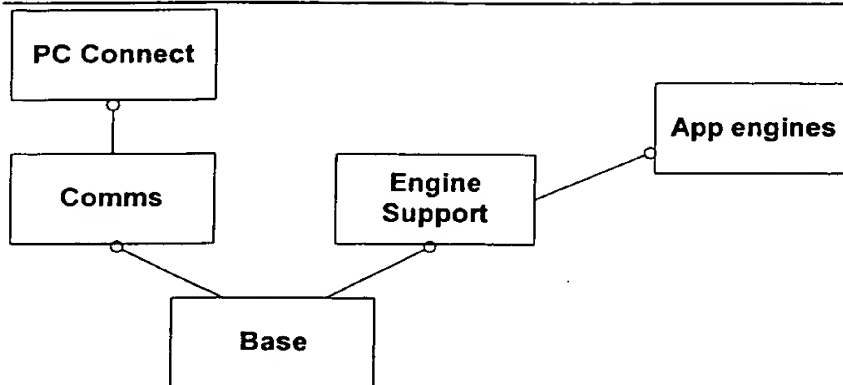 PC Connect
App engines
Comms
Engine
Support
Base